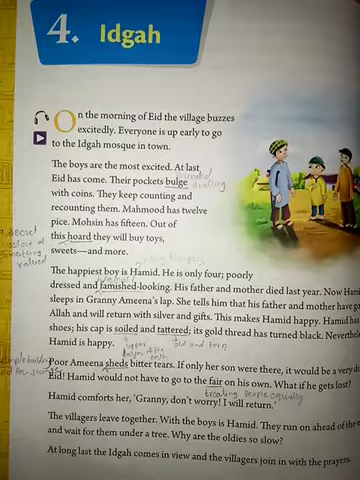 4. Idgah
On the morning of Eid the village buzzes
excitedly. Everyone is up early to go
to the Idgah mosque in town.
The boys are the most excited. At last
Eid has come. Their pockets bulge
rounded
swelling
with coins. They keep counting and
recounting them. Mahmood has twelve
pice. Mohsin has fifteen. Out of
this hoard they will buy toys,
a secret
store of
something
valued
sweets—and more.
very hungry
The happiest boy is Hamid. He is only four; poorly
dressed and famished-looking. His father and mother died last year. Now Hami
sleeps in Granny Ameena's lap. She tells him that his father and mother have go
Allah and will return with silver and gifts. This makes Hamid happy. Hamid has
shoes; his cap is soiled and tattered; its gold thread has turned black. Neverthele
Hamid is happy.
upper
of the
old and torn
Poor Ameena sheds bitter tears. If only her son were there, it would be a very di
Eid! Hamid would not have to go to the fair on his own. What if he gets lost?
treating people equally
Hamid comforts her, 'Granny, don't worry! I will return.'
The villagers leave together. With the boys is Hamid. They run on ahead of the e
and wait for them under a tree. Why are the oldies so slow?
At long last the Idgah comes in view and the villagers join in with the prayers.